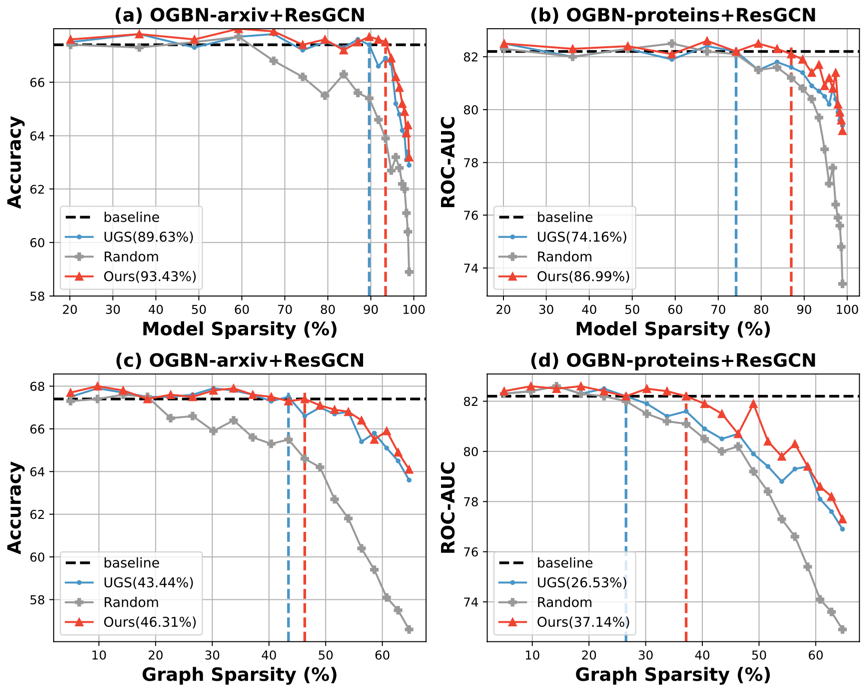 (a) OGBN-arxiv+ResGCN
Accuracy
66
64
62
60
58
baseline
UGS(89.63%)
Random
Ours(93.43%)
20 30 40 50 60 70 80 90 100
Model Sparsity (%)
(b) OGBN-proteins+ResGCN
ROC-AUC
82
80
78
76
74
baseline
UGS(74.16%)
Random
Ours(86.99%)
20 30 40 50 60 70 80 90 100
Model Sparsity (%)
(c) OGBN-arxiv+ResGCN
Accuracy
68
66
64
62
60
58
baseline
UGS(43.44%)
Random
Ours(46.31%)
10 20 30 40 50 60
Graph Sparsity (%)
(d) OGBN-proteins+ResGCN
ROC-AUC
82
80
78
76
74
baseline
UGS(26.53%)
Random
Ours(37.14%)
10 20 30 40 50 60
Graph Sparsity (%)